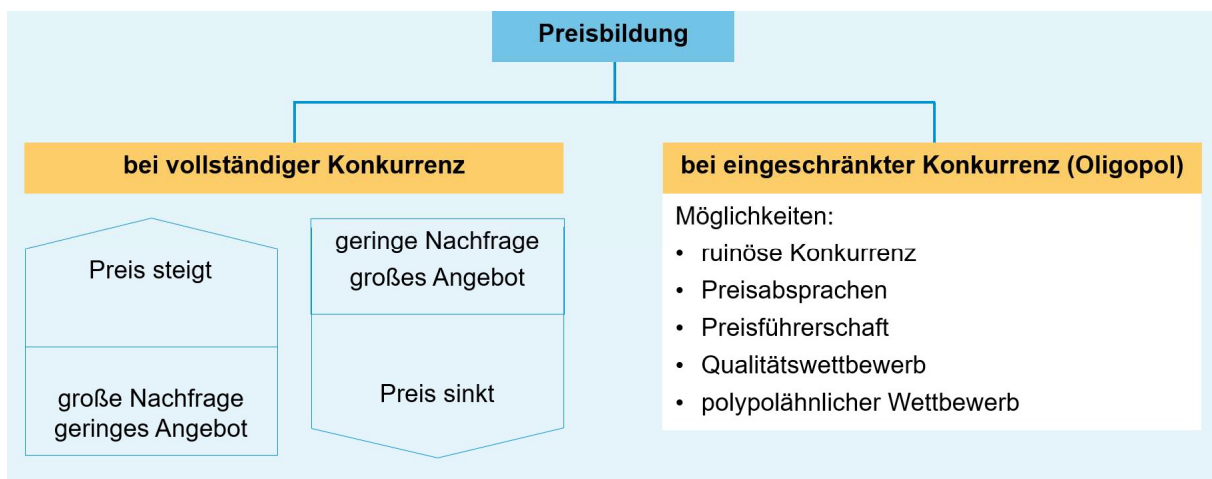 Preisbildung
bei vollständiger Konkurrenz
Preis steigt
große Nachfrage
geringes Angebot
geringe Nachfrage
großes Angebot
Preis sinkt
bei eingeschränkter Konkurrenz (Oligopol)
Möglichkeiten:
• ruinöse Konkurrenz
• Preisabsprachen
• Preisführerschaft
• Qualitätswettbewerb
• polypolähnlicher Wettbewerb